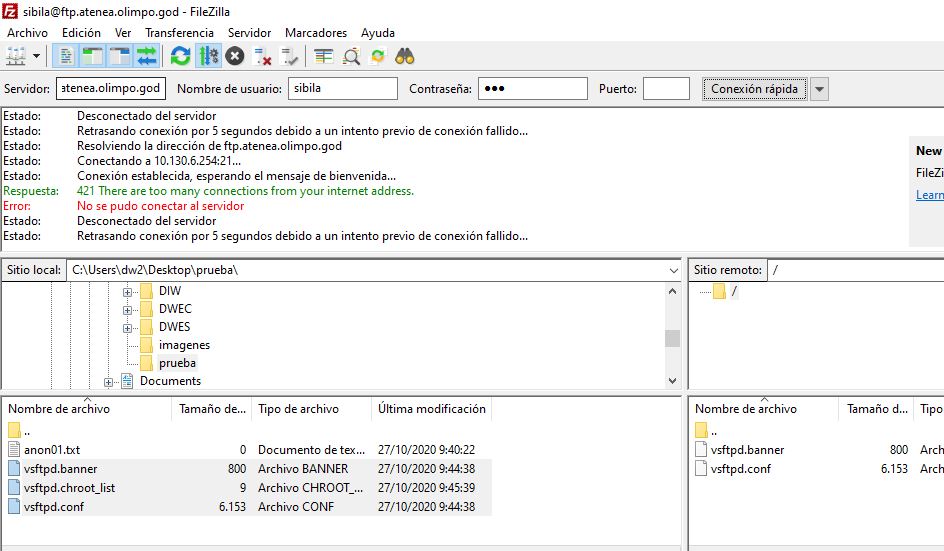 sibila@ftp.atenea.olimpo.god - FileZilla
Archivo Edición Ver Transferencia Servidor Marcadores Ayuda
Servidor: atenea.olimpo.god Nombre de usuario: sibila Contraseña: ●●● Puerto: Conexión rápida
Estado: Desconectado del servidor
Estado: Retrasando conexión por 5 segundos debido a un intento previo de conexión fallido...
Estado: Resolviendo la dirección de ftp.atenea.olimpo.god
Estado: Conectando a 10.130.6.254:21...
Estado: Conexión establecida, esperando el mensaje de bienvenida...
Respuesta: 421 There are too many connections from your internet address.
Error: No se pudo conectar al servidor
Estado: Desconectado del servidor
Estado: Retrasando conexión por 5 segundos debido a un intento previo de conexión fallido...
New
FileZi
Learn
Sitio local: C:\Users\dw2\Desktop\prueba\
DIW
DWEC
DWES
imagenes
prueba
Documents
Sitio remoto: /
/
Nombre de archivo Tamaño de... Tipo de archivo Última modificación
..
anon01.txt 0 Documento de tex... 27/10/2020 9:40:22
vsftpd.banner 800 Archivo BANNER 27/10/2020 9:44:38
vsftpd.chroot_list 9 Archivo CHROOT_... 27/10/2020 9:45:39
vsftpd.conf 6.153 Archivo CONF 27/10/2020 9:44:38
Nombre de archivo Tamaño d... Tipo
..
vsftpd.banner 800 Arch
vsftpd.conf 6.153 Arch